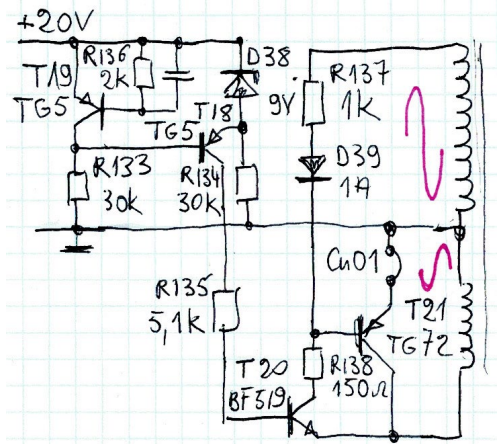 +20V
T19
TG5
R136
2k
D38
T18
TG5
9V
R137
1k
D39
1A
R133
30k
R134
30k
Cu01
R135
5,1k
T21
TG72
T20
BF519
R138
150Ω